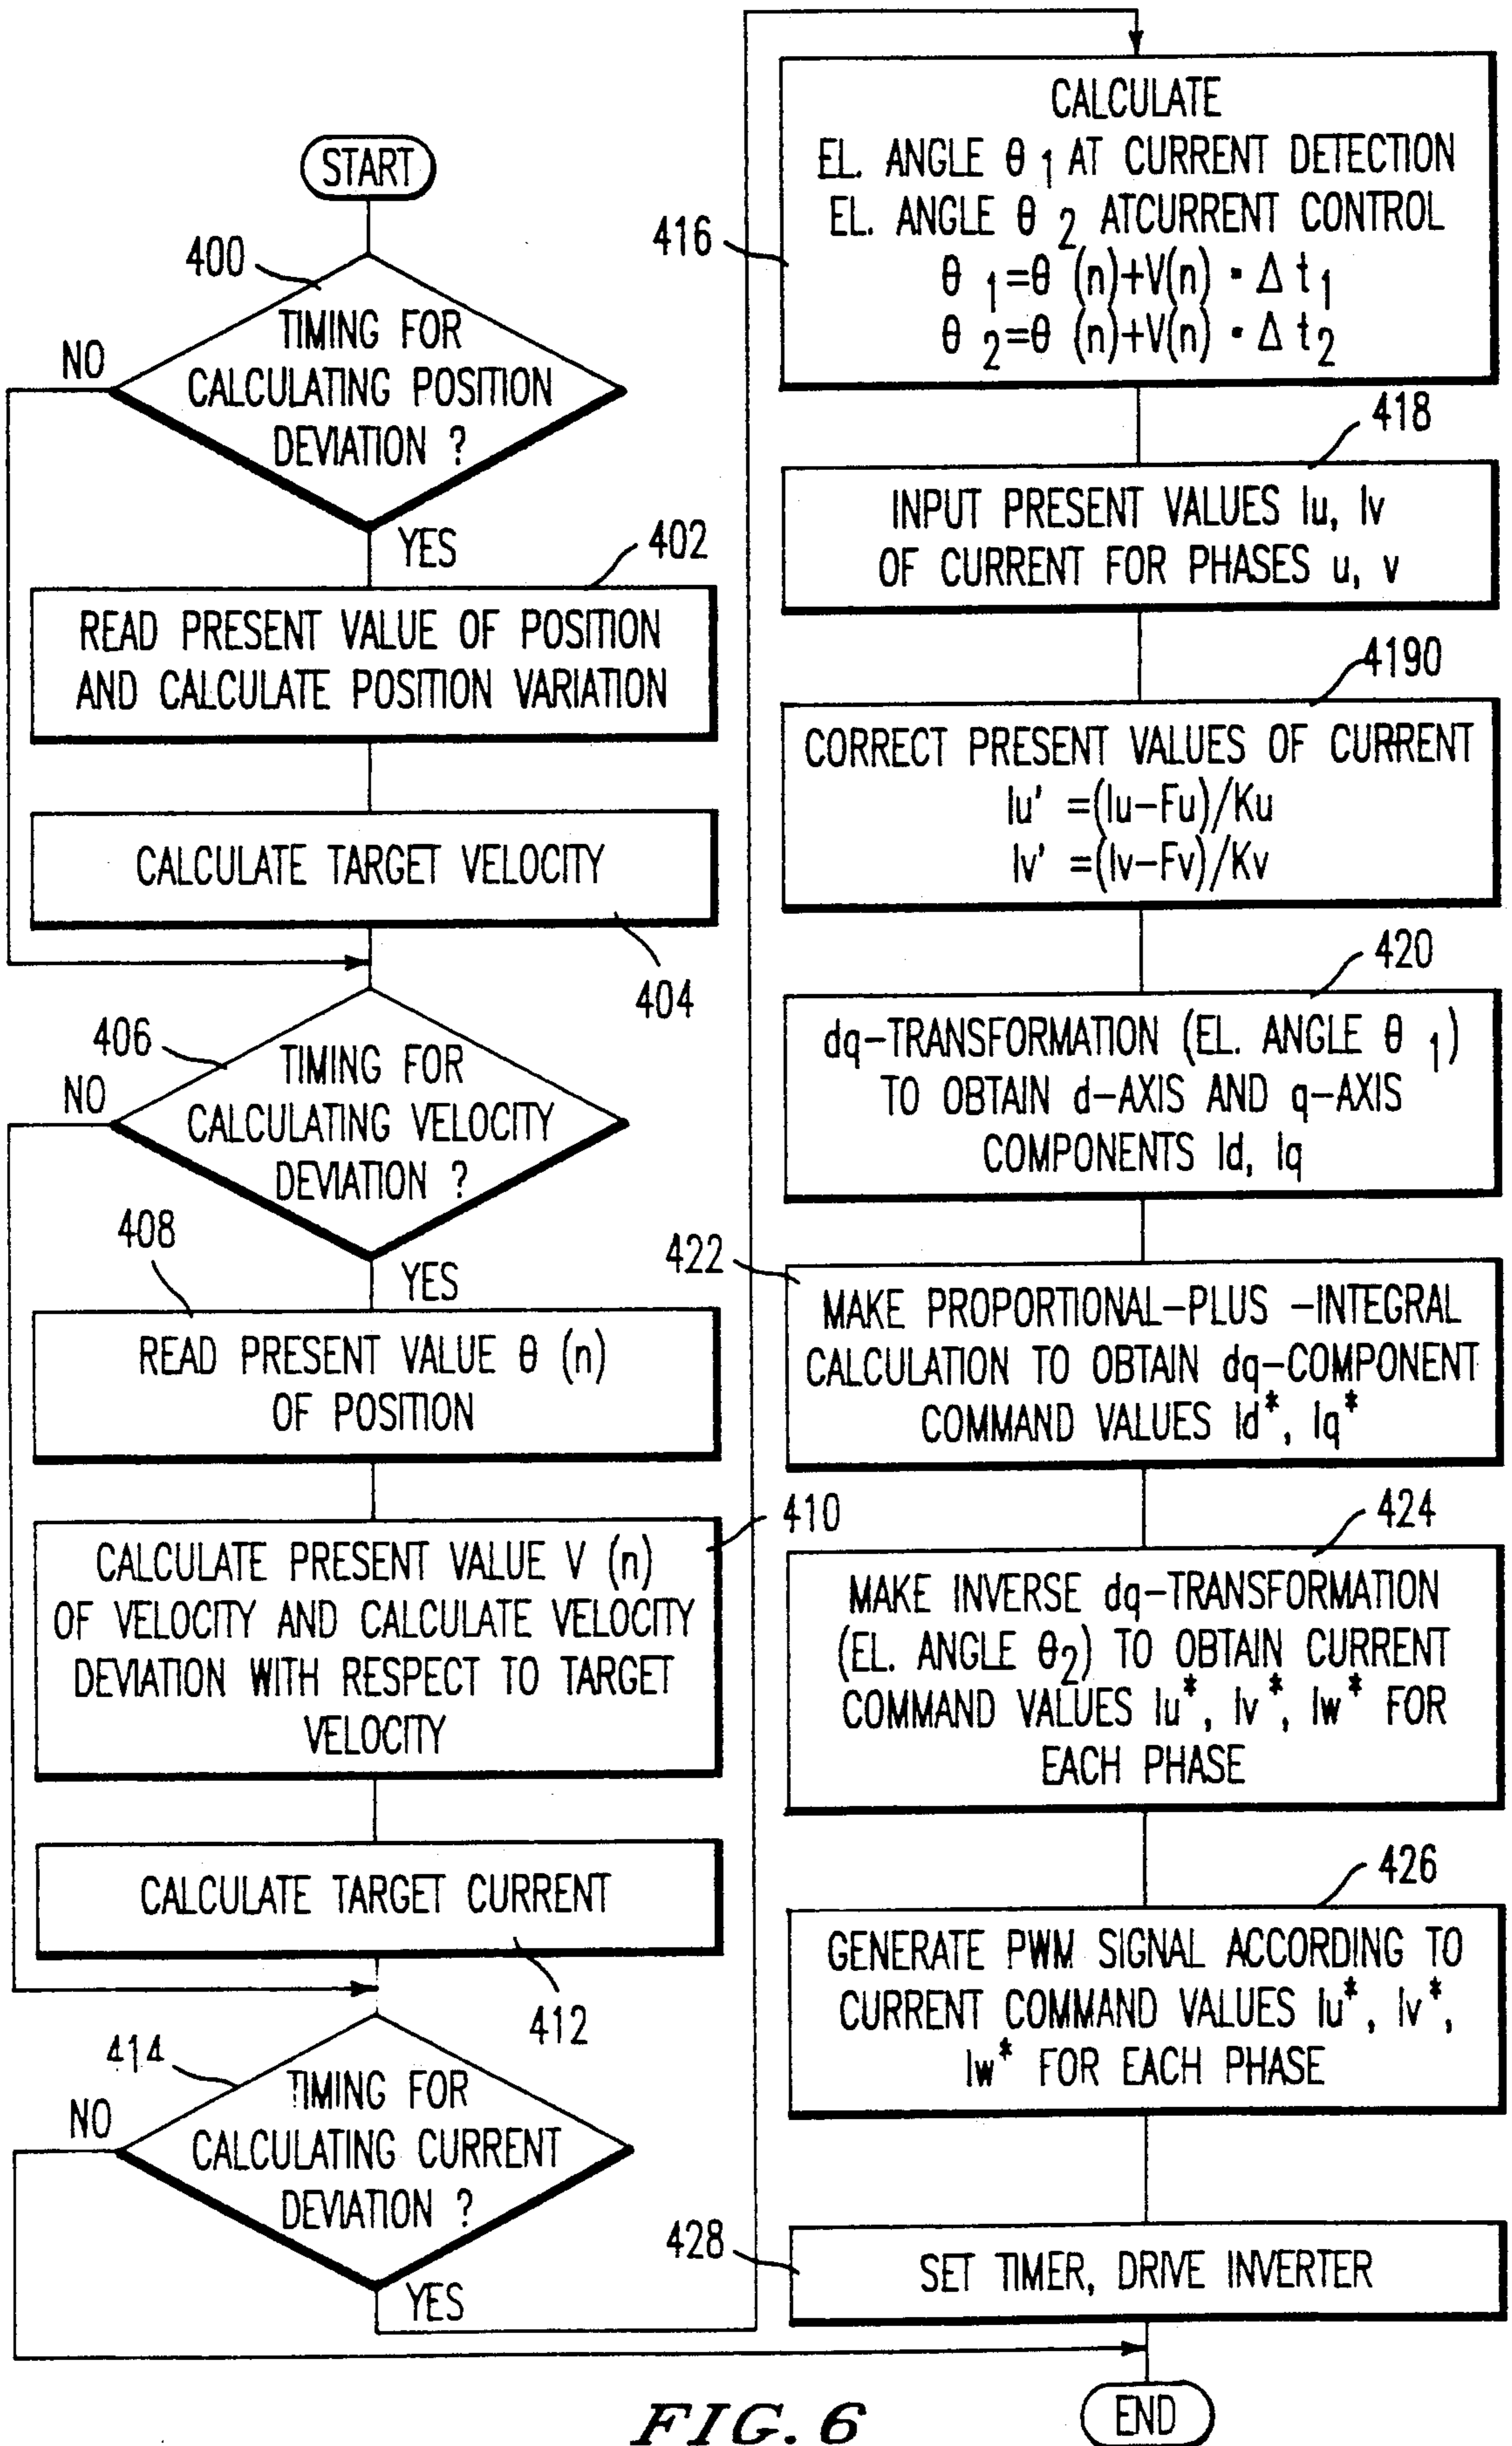 START
400
TIMING FOR
CALCULATING POSITION
DEVIATION ?
NO
YES
402
READ PRESENT VALUE OF POSITION
AND CALCULATE POSITION VARIATION
CALCULATE TARGET VELOCITY
404
406
TIMING FOR
CALCULATING VELOCITY
DEVIATION ?
NO
YES
408
READ PRESENT VALUE θ (n)
OF POSITION
410
CALCULATE PRESENT VALUE V (n)
OF VELOCITY AND CALCULATE VELOCITY
DEVIATION WITH RESPECT TO TARGET
VELOCITY
CALCULATE TARGET CURRENT
412
414
TIMING FOR
CALCULATING CURRENT
DEVIATION ?
NO
YES
416
CALCULATE
EL. ANGLE θ 1 AT CURRENT DETECTION
EL. ANGLE θ 2 ATCURRENT CONTROL
θ 1=θ (n)+V(n) ▪ Δ t1
θ 2=θ (n)+V(n) ▪ Δ t2
418
INPUT PRESENT VALUES Iu, Iv
OF CURRENT FOR PHASES u, v
4190
CORRECT PRESENT VALUES OF CURRENT
Iu' =(Iu-Fu)/Ku
Iv' =(Iv-Fv)/Kv
420
dq-TRANSFORMATION (EL. ANGLE θ 1)
TO OBTAIN d-AXIS AND q-AXIS
COMPONENTS Id, Iq
422
MAKE PROPORTIONAL-PLUS -INTEGRAL
CALCULATION TO OBTAIN dq-COMPONENT
COMMAND VALUES Id*, Iq*
424
MAKE INVERSE dq-TRANSFORMATION
(EL. ANGLE θ2) TO OBTAIN CURRENT
COMMAND VALUES Iu*, Iv*, Iw* FOR
EACH PHASE
426
GENERATE PWM SIGNAL ACCORDING TO
CURRENT COMMAND VALUES Iu*, Iv*,
Iw* FOR EACH PHASE
428
SET TIMER, DRIVE INVERTER
END
FIG. 6